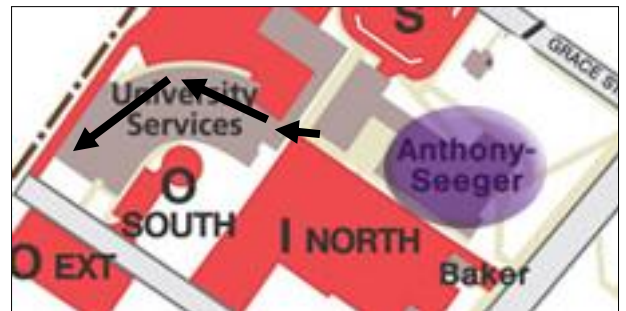 S
GRACE ST
University
Services
Anthony-
Seeger
O
SOUTH
I NORTH
O EXT
Baker